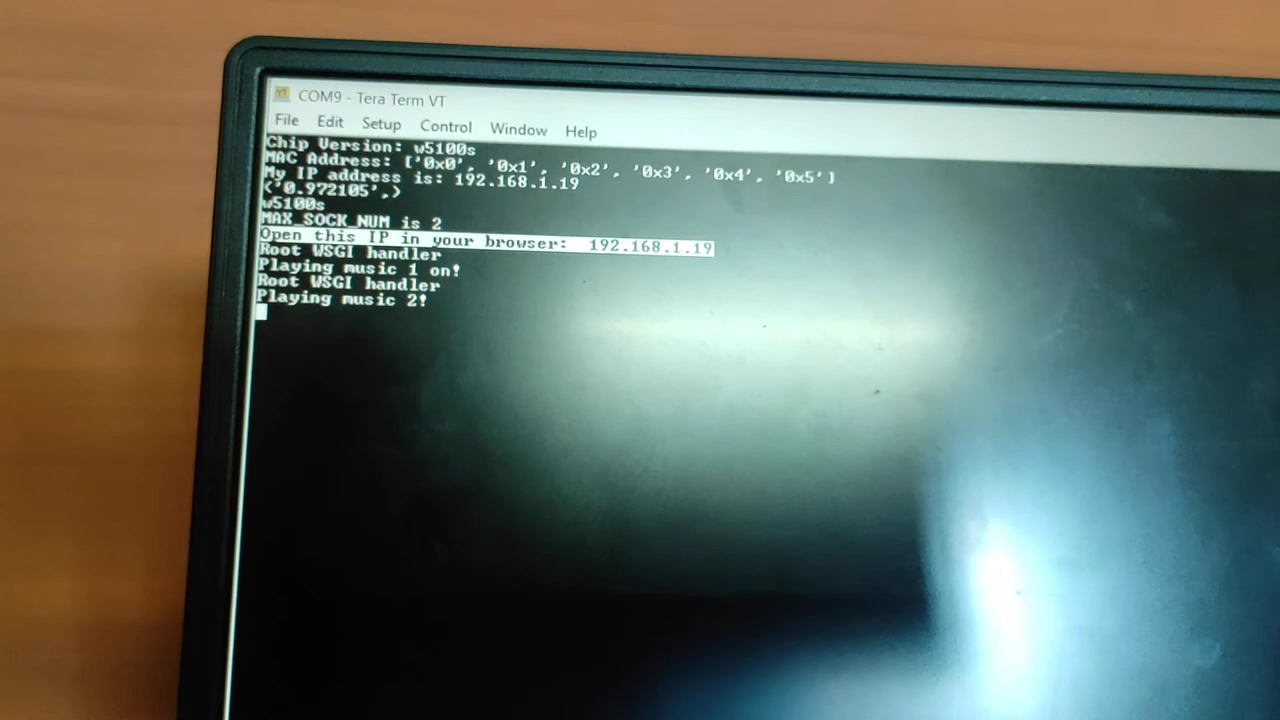 COM9 - Tera Term VT
File Edit Setup Control Window Help
Chip Version: w5100s
MAC Address: ['0x0', '0x1', '0x2', '0x3', '0x4', '0x5']
My IP address is: 192.168.1.19
('0.972105',)
w5100s
MAX_SOCK_NUM is 2
Open this IP in your browser:  192.168.1.19
Root WSGI handler
Playing music 1 on!
Root WSGI handler
Playing music 2!